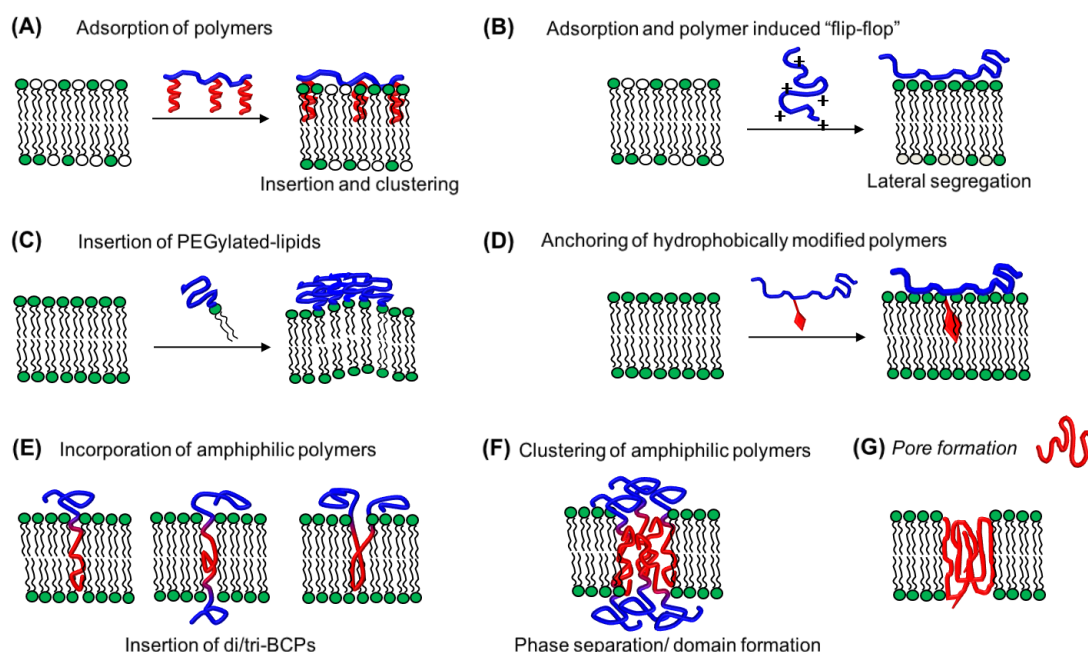 (A) Adsorption of polymers
Insertion and clustering
(B) Adsorption and polymer induced “flip-flop”
+
+
+
+
+
Lateral segregation
(C) Insertion of PEGylated-lipids
(D) Anchoring of hydrophobically modified polymers
(E) Incorporation of amphiphilic polymers
Insertion of di/tri-BCPs
(F) Clustering of amphiphilic polymers
Phase separation/ domain formation
(G) Pore formation